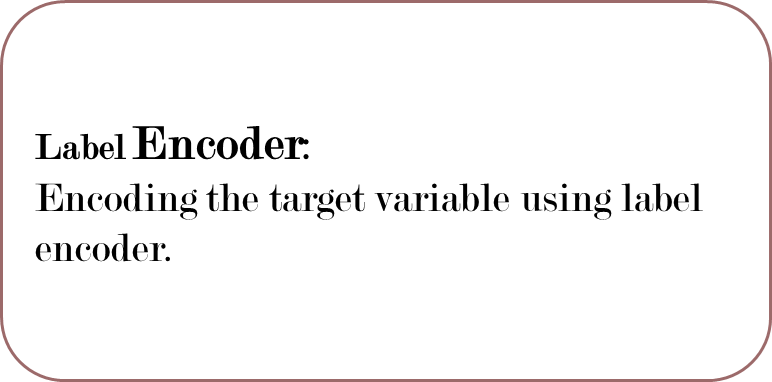 Label Encoder:
Encoding the target variable using label
encoder.